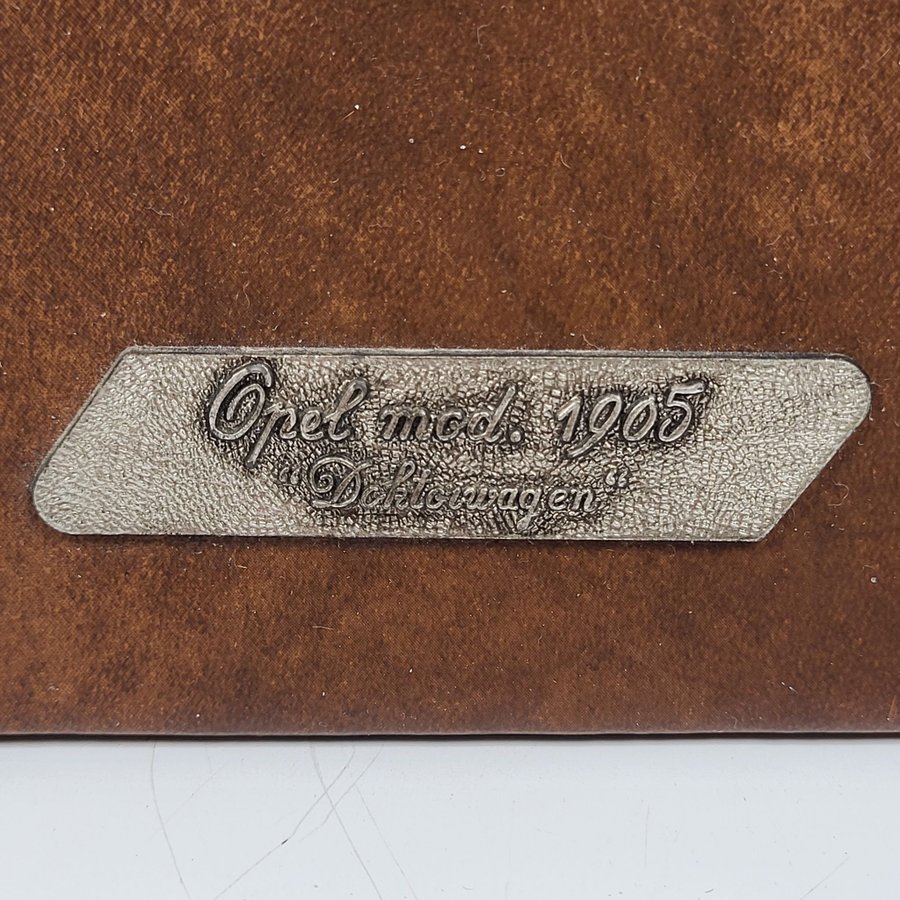 Opel mod. 1905
“Doktorwagen“